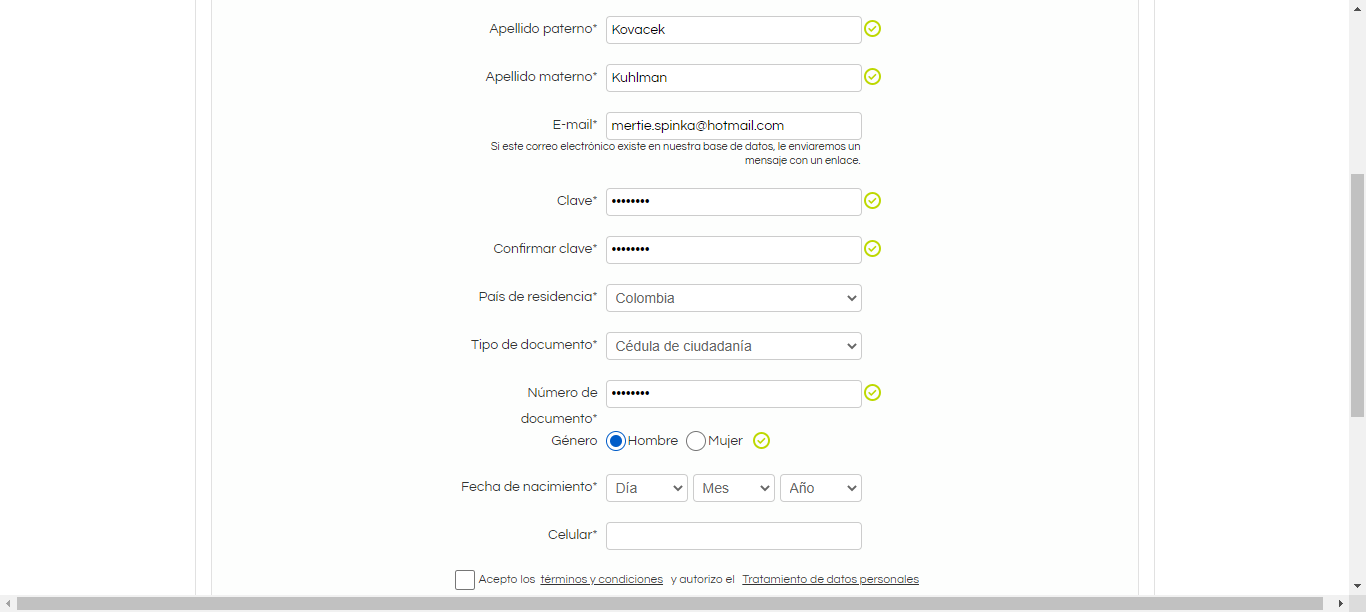 Apellido paterno* Kovacek
Apellido materno* Kuhlman
E-mail* mertie.spinka@hotmail.com
Si este correo electrónico existe en nuestra base de datos, le enviaremos un
mensaje con un enlace.
Clave* ••••••••
Confirmar clave* ••••••••
País de residencia* Colombia
Tipo de documento* Cédula de ciudadanía
Número de documento* ••••••••
Género Hombre Mujer
Fecha de nacimiento* Día Mes Año
Celular*
Acepto los términos y condiciones y autorizo el Tratamiento de datos personales